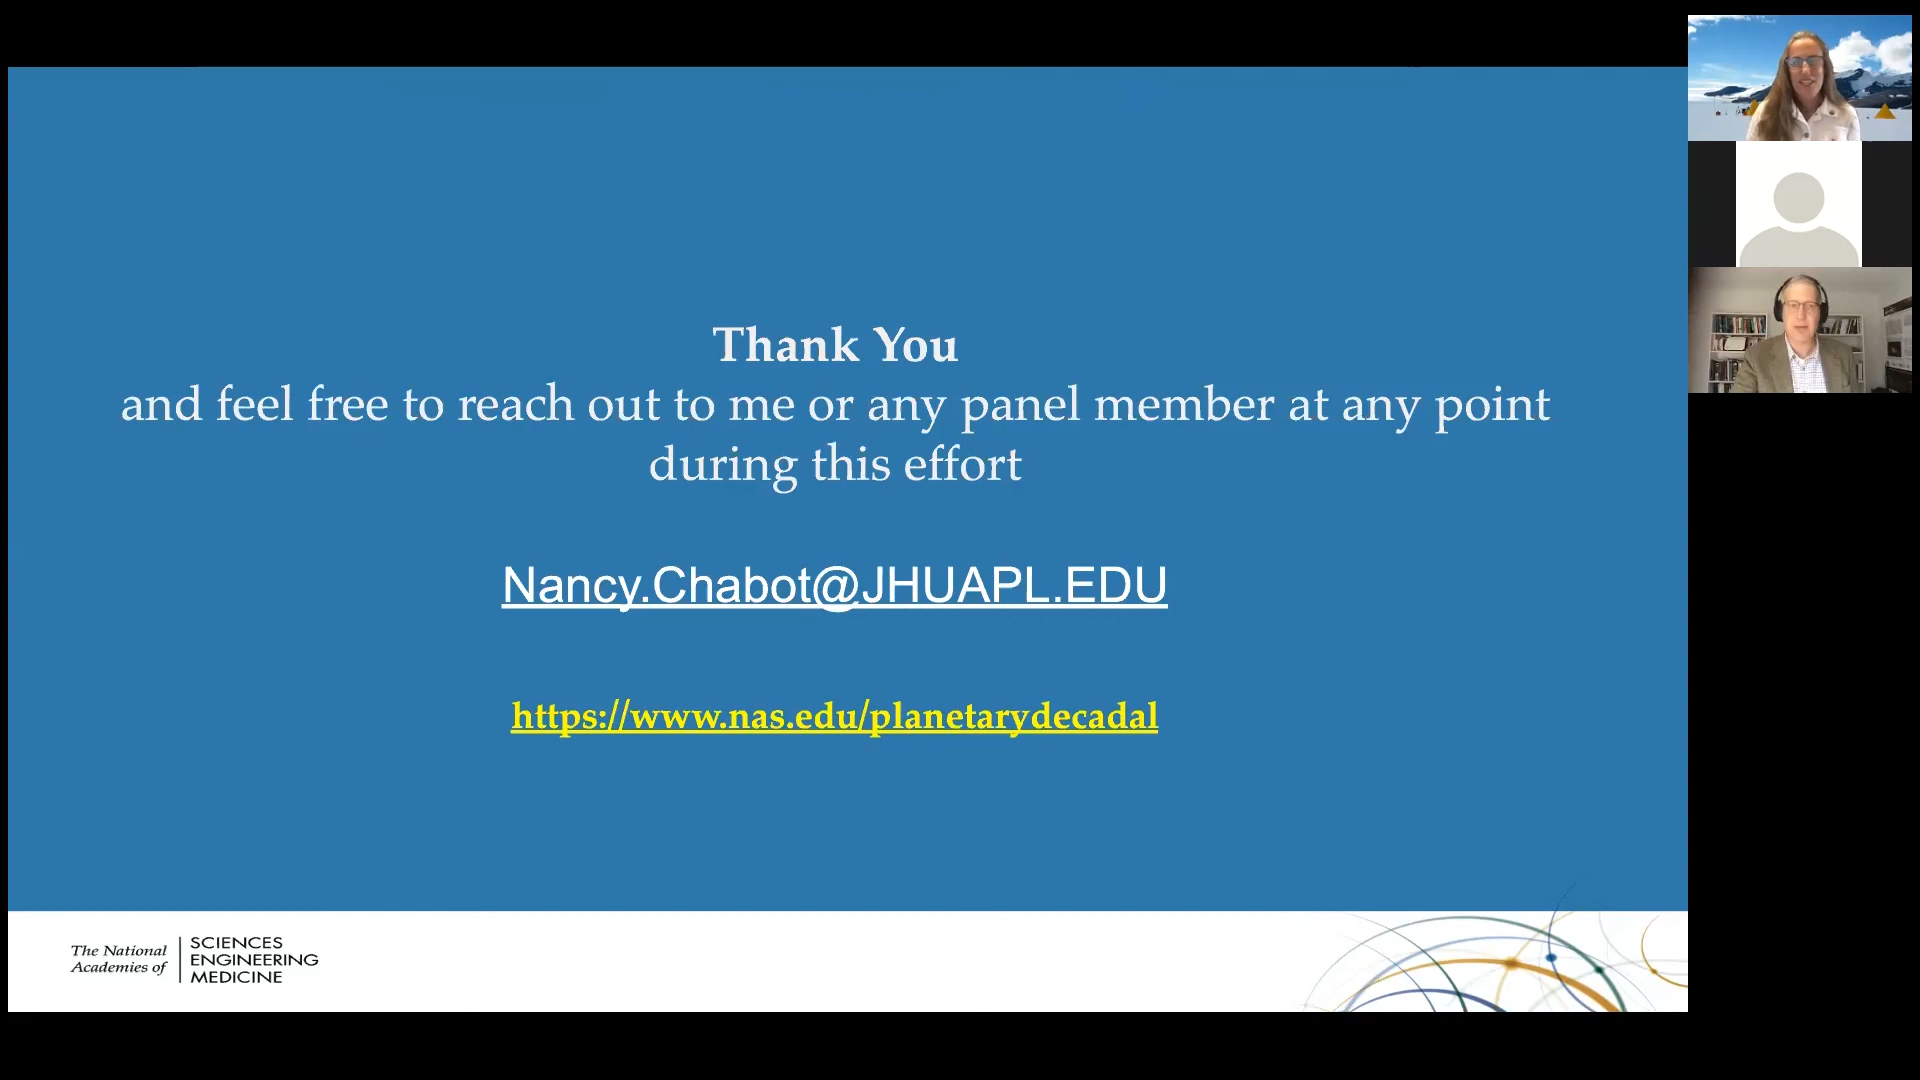 Thank You
and feel free to reach out to me or any panel member at any point
during this effort
Nancy.Chabot@JHUAPL.EDU
https://www.nas.edu/planetarydecadal
The National
Academies of
SCIENCES
ENGINEERING
MEDICINE